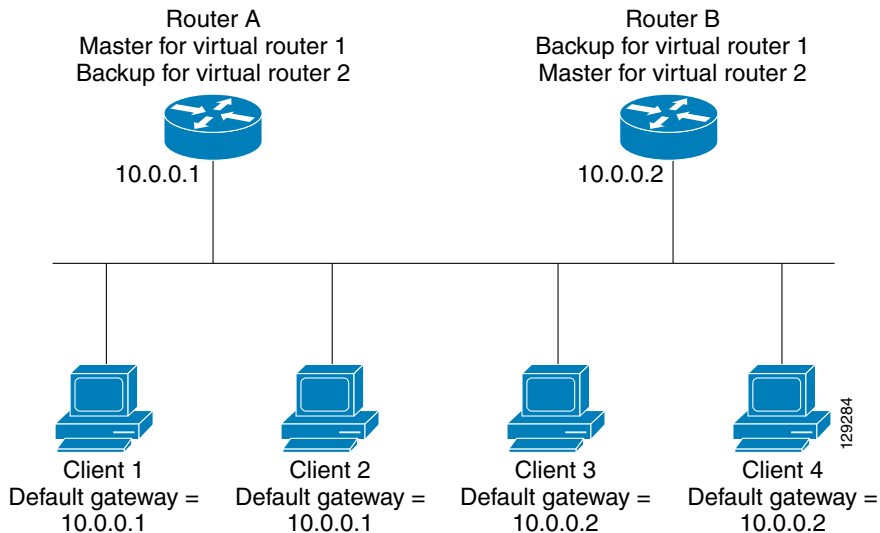 Router A
Master for virtual router 1
Backup for virtual router 2
Router B
Backup for virtual router 1
Master for virtual router 2
10.0.0.1
10.0.0.2
129284
Client 1
Default gateway =
10.0.0.1
Client 2
Default gateway =
10.0.0.1
Client 3
Default gateway =
10.0.0.2
Client 4
Default gateway =
10.0.0.2